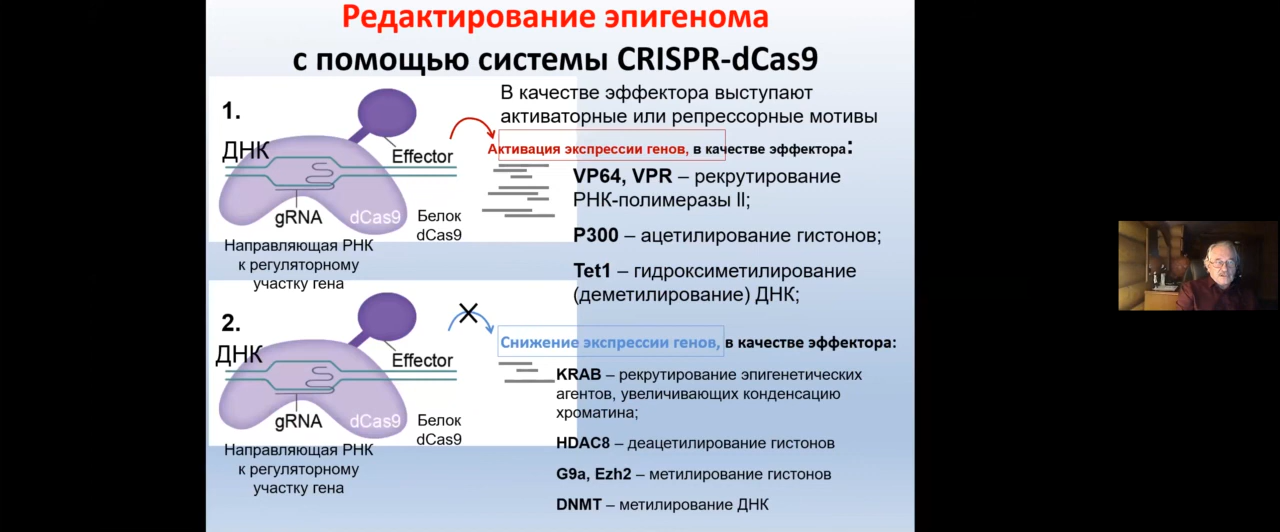 Редактирование эпигенома
с помощью системы CRISPR-dCas9
В качестве эффектора выступают
активаторные или репрессорные мотивы
1.
ДНК
Effector
gRNA
dCas9
Белок
dCas9
Направляющая РНК
к регуляторному
участку гена
Активация экспрессии генов, в качестве эффектора:
VP64, VPR – рекрутирование
РНК-полимеразы II;
P300 – ацетилирование гистонов;
Tet1 – гидроксиметилирование
(деметилирование) ДНК;
2.
ДНК
Effector
gRNA
dCas9
Белок
dCas9
Направляющая РНК
к регуляторному
участку гена
Снижение экспрессии генов, в качестве эффектора:
KRAB – рекрутирование эпигенетических
агентов, увеличивающих конденсацию
хроматина;
HDAC8 – деацетилирование гистонов
G9a, Ezh2 – метилирование гистонов
DNMT – метилирование ДНК